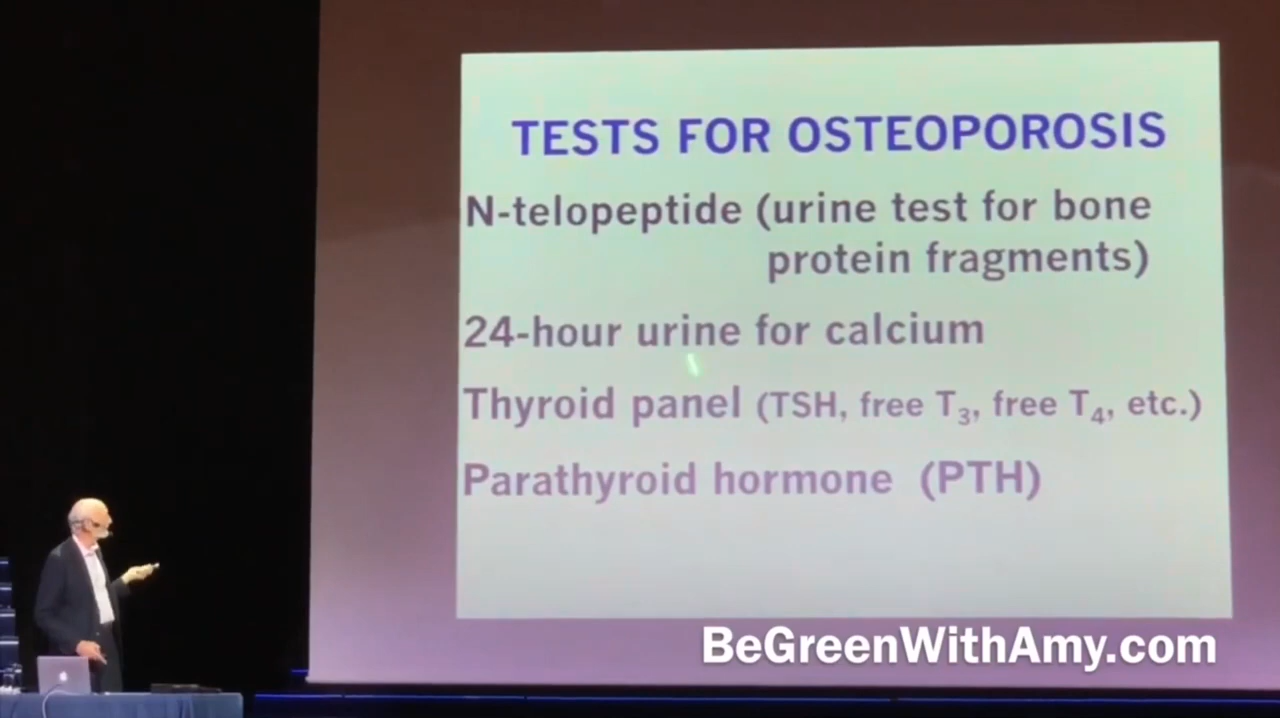 TESTS FOR OSTEOPOROSIS
N-telopeptide (urine test for bone
protein fragments)
24-hour urine for calcium
Thyroid panel (TSH, free T₃, free T₄, etc.)
Parathyroid hormone (PTH)
BeGreenWithAmy.com